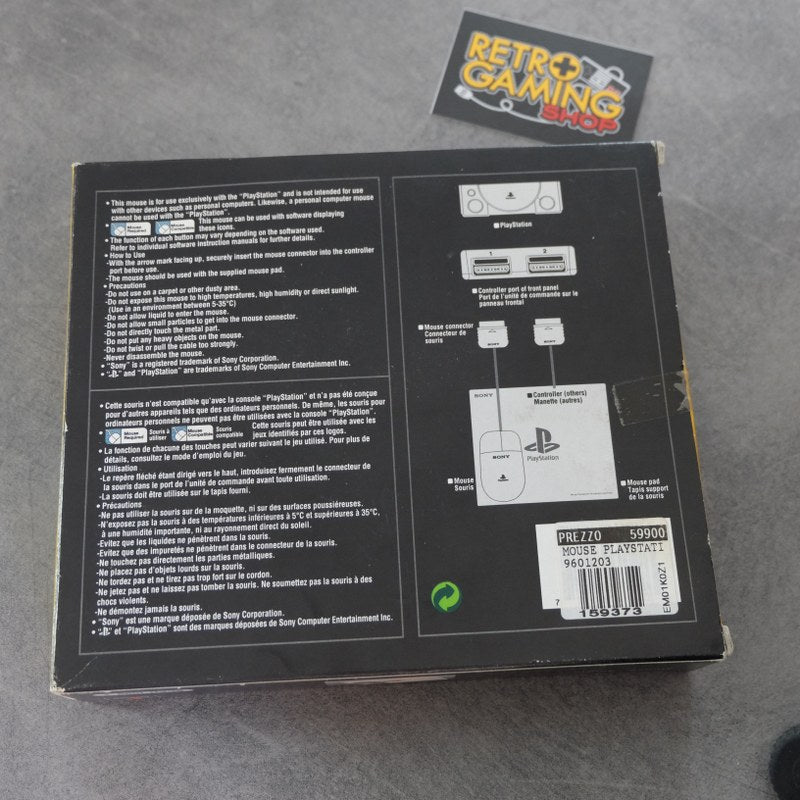 RETRO
GAMING
SHOP
• This mouse is for use exclusively with the "PlayStation" and is not intended for use
with other devices such as personal computers. Likewise, a personal computer mouse
cannot be used with the "PlayStation".
• Mouse Required Mouse Compatible This mouse can be used with software displaying
these icons.
• The function of each button may vary depending on the software used.
Refer to individual software instruction manuals for further details.
• How to Use
-With the arrow mark facing up, securely insert the mouse connector into the controller
port before use.
-The mouse should be used with the supplied mouse pad.
• Precautions
-Do not use on a carpet or other dusty area.
-Do not expose this mouse to high temperatures, high humidity or direct sunlight.
(Use in an environment between 5-35°C)
-Do not allow liquid to enter the mouse.
-Do not allow small particles to get into the mouse connector.
-Do not directly touch the metal part.
-Do not put any heavy objects on the mouse.
-Do not twist or pull the cable too strongly.
-Never disassemble the mouse.
• "Sony" is a registered trademark of Sony Corporation.
• "PS" and "PlayStation" are trademarks of Sony Computer Entertainment Inc.
• Cette souris n'est compatible qu'avec la console "PlayStation" et n'a pas été conçue
pour d'autres appareils tels que des ordinateurs personnels. De même, les souris pour
ordinateurs personnels ne peuvent pas être utilisées avec la console "PlayStation".
• Mouse Required Souris à utiliser Mouse Compatible Souris compatible Cette souris peut être utilisée avec les
jeux identifiés par ces logos.
• La fonction de chacune des touches peut varier suivant le jeu utilisé. Pour plus de
détails, consultez le mode d'emploi du jeu.
• Utilisation
-Le repère fléché étant dirigé vers le haut, introduisez fermement le connecteur de
la souris dans le port de l'unité de commande avant toute utilisation.
-La souris doit être utilisée sur le tapis fourni.
• Précautions
-Ne pas utiliser la souris sur de la moquette, ni sur des surfaces poussiéreuses.
-N'exposez pas la souris à des températures inférieures à 5°C et supérieures à 35°C,
à une humidité importante, ni au rayonnement direct du soleil.
-Evitez que les liquides ne pénètrent dans la souris.
-Evitez que des impuretés ne pénètrent dans le connecteur de la souris.
-Ne touchez pas directement les parties métalliques.
-Ne placez pas d'objets lourds sur la souris.
-Ne tordez pas et ne tirez pas trop fort sur le cordon.
-Ne jetez pas et ne laissez pas tomber la souris. Ne soumettez pas la souris à des
chocs violents.
-Ne démontez jamais la souris.
• "Sony" est une marque déposée de Sony Corporation.
• "PS" et "PlayStation" sont des marques déposées de Sony Computer Entertainment Inc.
■ PlayStation
1 2
■ Controller port of front panel
Port de l'unité de commande sur le
panneau frontal
■ Mouse connector
Connecteur de
souris
SONY
SONY
SONY
■ Controller (others)
Manette (autres)
SONY
PlayStation
■ Mouse
Souris
■ Mouse pad
Tapis support
de la souris
PREZZO 59900
MOUSE PLAYSTATI
9601203
7
159373
EM01K0Z1